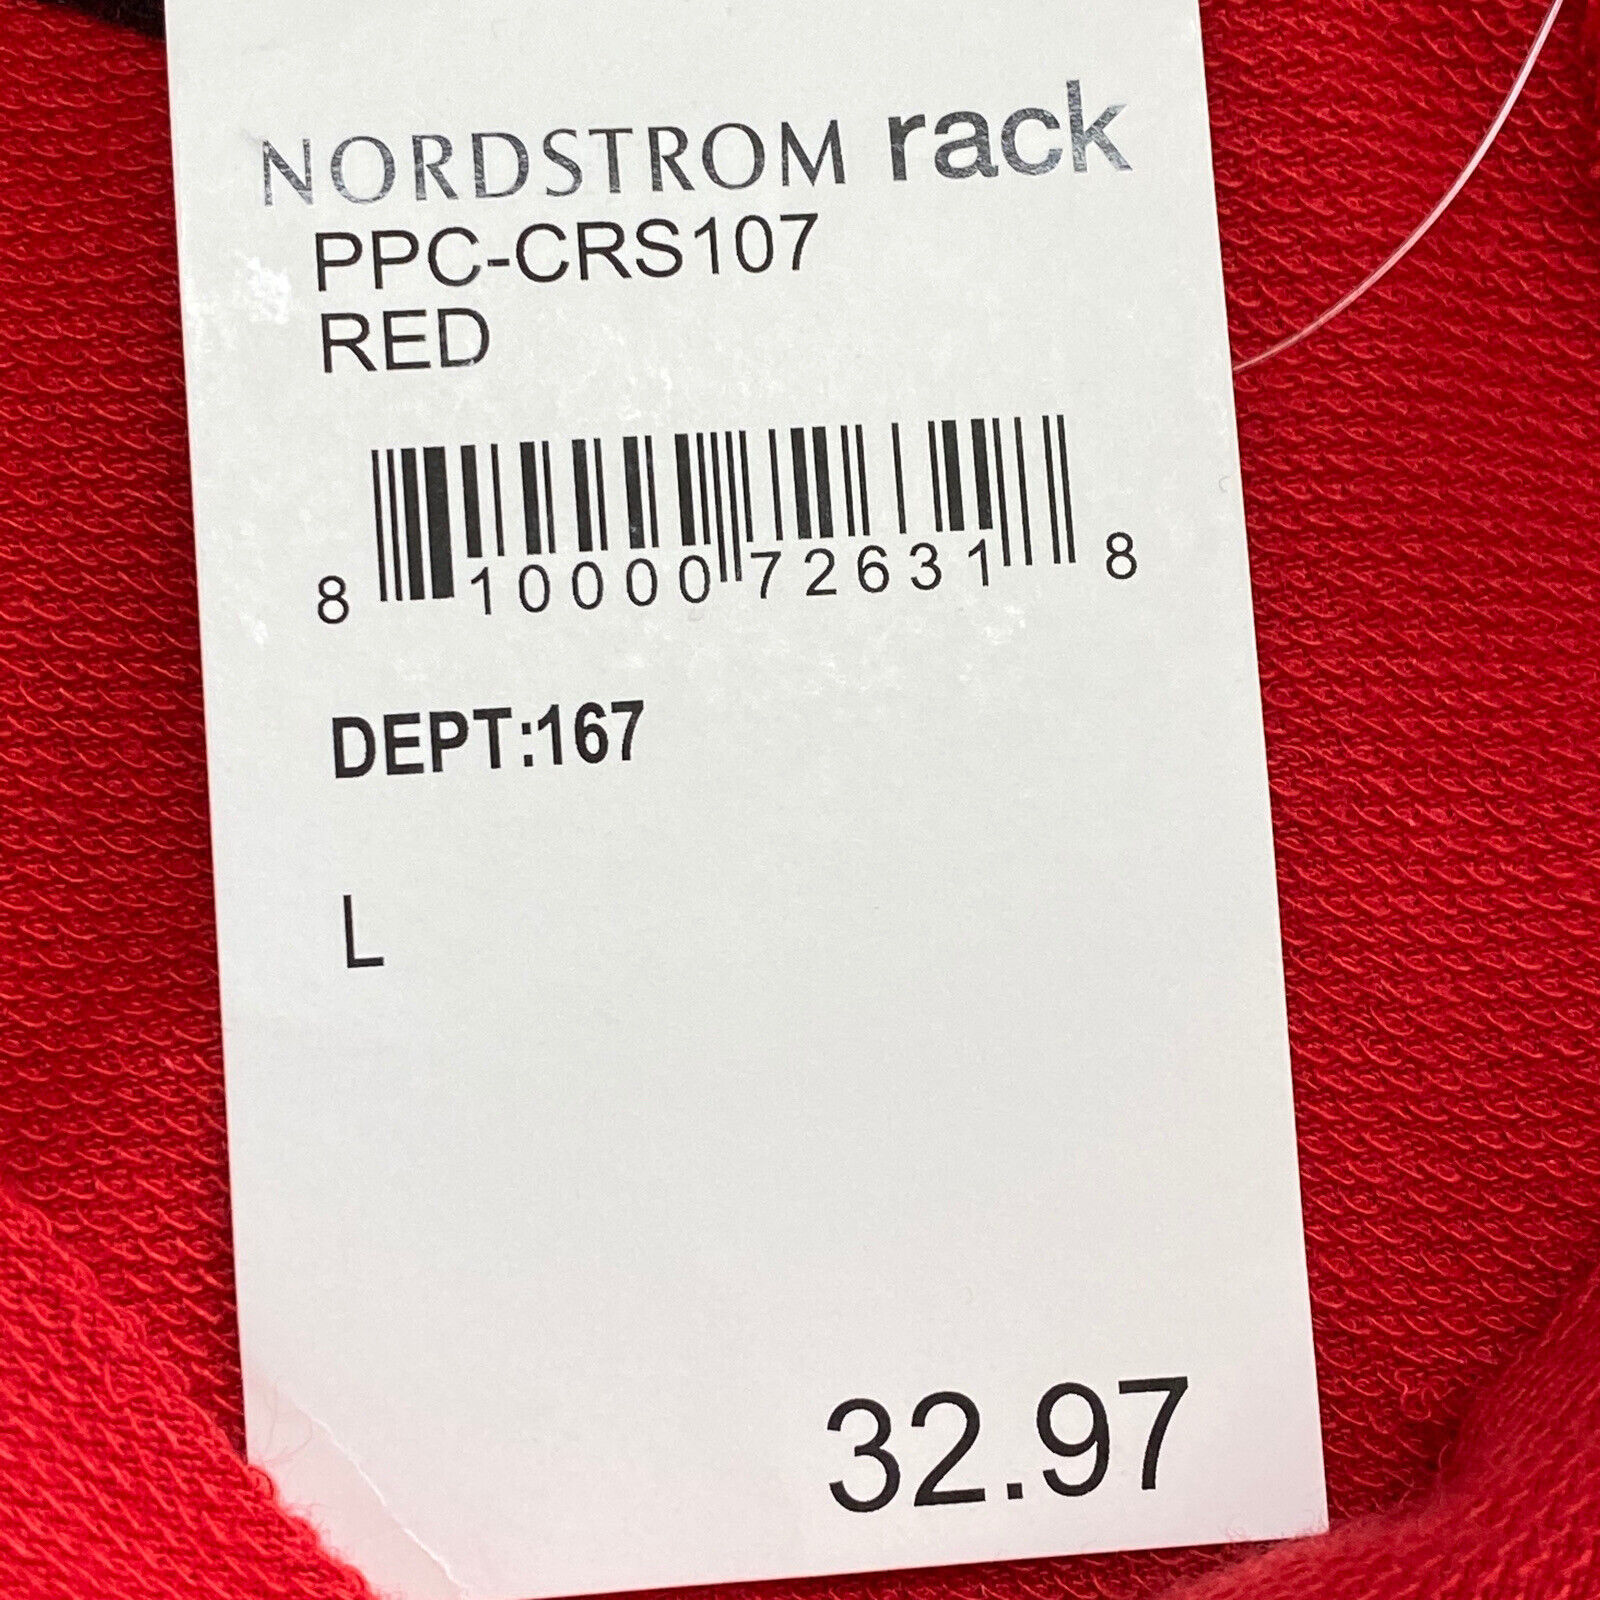 NORDSTROM rack
PPC-CRS107
RED
8 10000 72631 8
DEPT:167
L
32.97